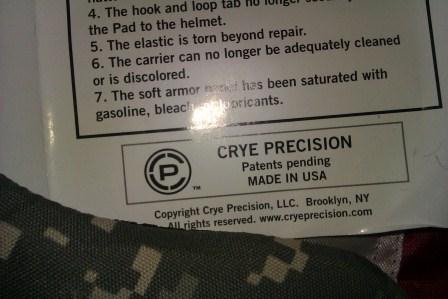 4. The hook and loop tab no longer
the Pad to the helmet.
5. The elastic is torn beyond repair.
6. The carrier can no longer be adequately cleaned
or is discolored.
7. The soft armor has been saturated with
gasoline, bleach lubricants.
P
TM
CRYE PRECISION
Patents pending
MADE IN USA
Copyright Crye Precision, LLC. Brooklyn, NY
All rights reserved. www.cryeprecision.com